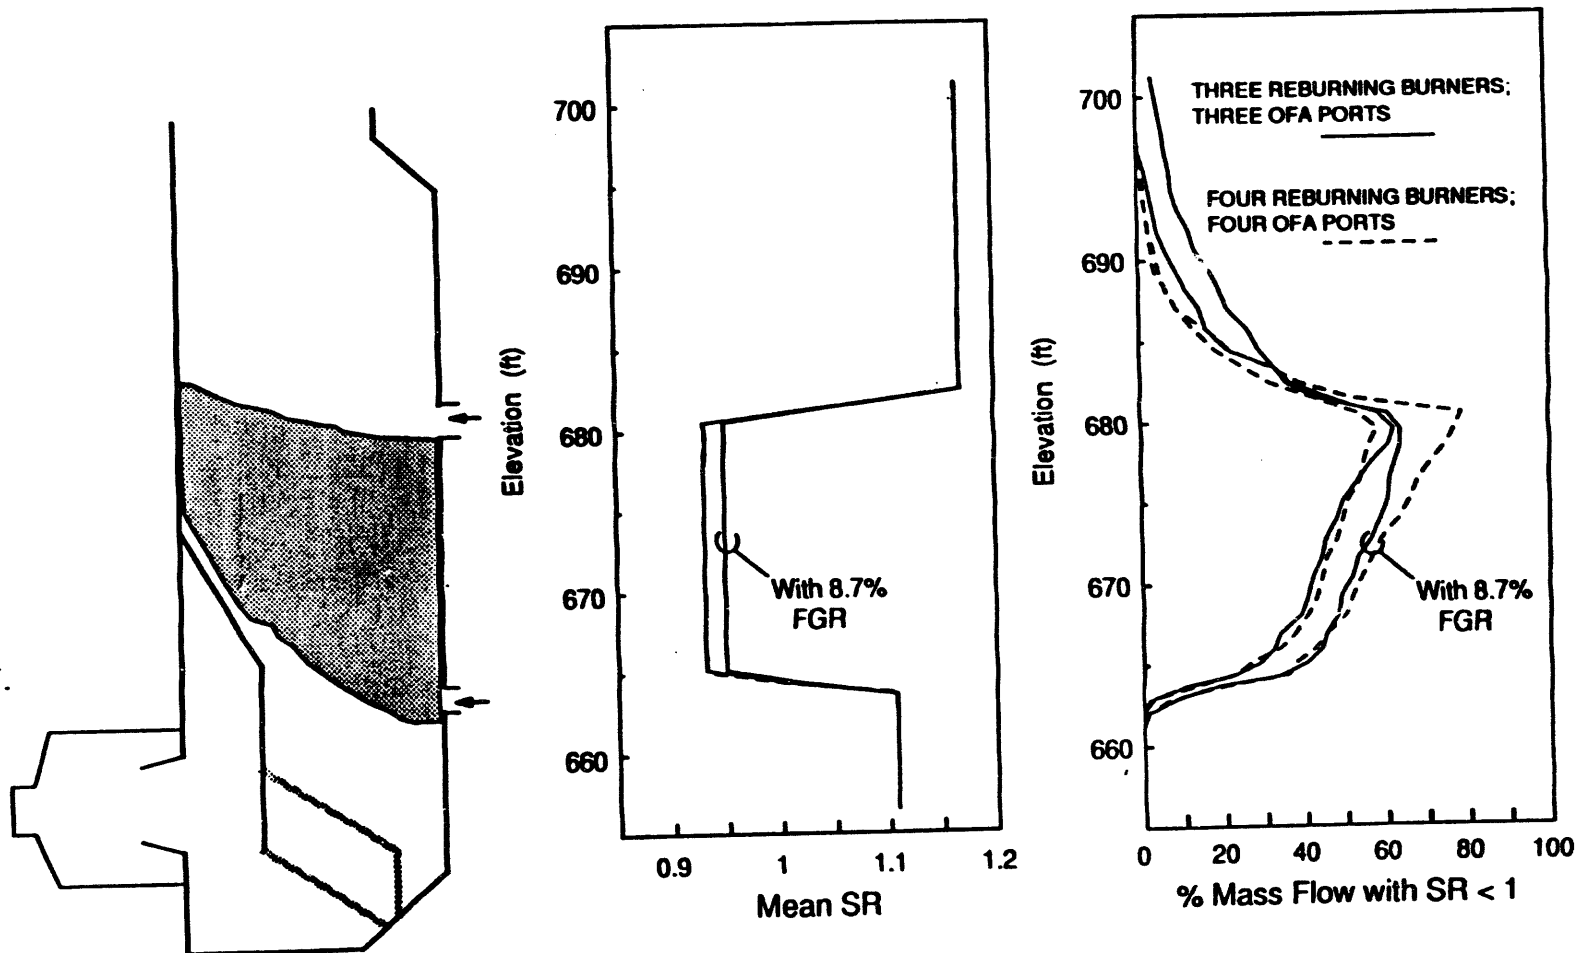 700
690
680
670
660
Elevation (ft)
With 8.7%
FGR
0.9
1
1.1
1.2
Mean SR
THREE REBURNING BURNERS;
THREE OFA PORTS
FOUR REBURNING BURNERS;
FOUR OFA PORTS
700
690
680
670
660
Elevation (ft)
With 8.7%
FGR
0
20
40
60
80
100
% Mass Flow with SR < 1